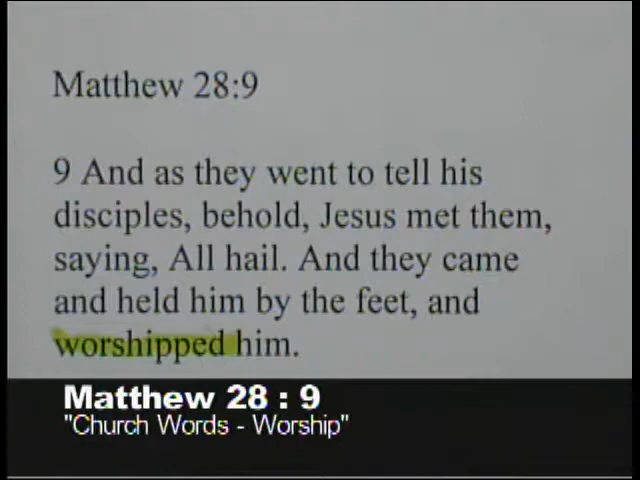 Matthew 28:9
9 And as they went to tell his
disciples, behold, Jesus met them,
saying, All hail. And they came
and held him by the feet, and
worshipped him.
Matthew 28 : 9
"Church Words - Worship"